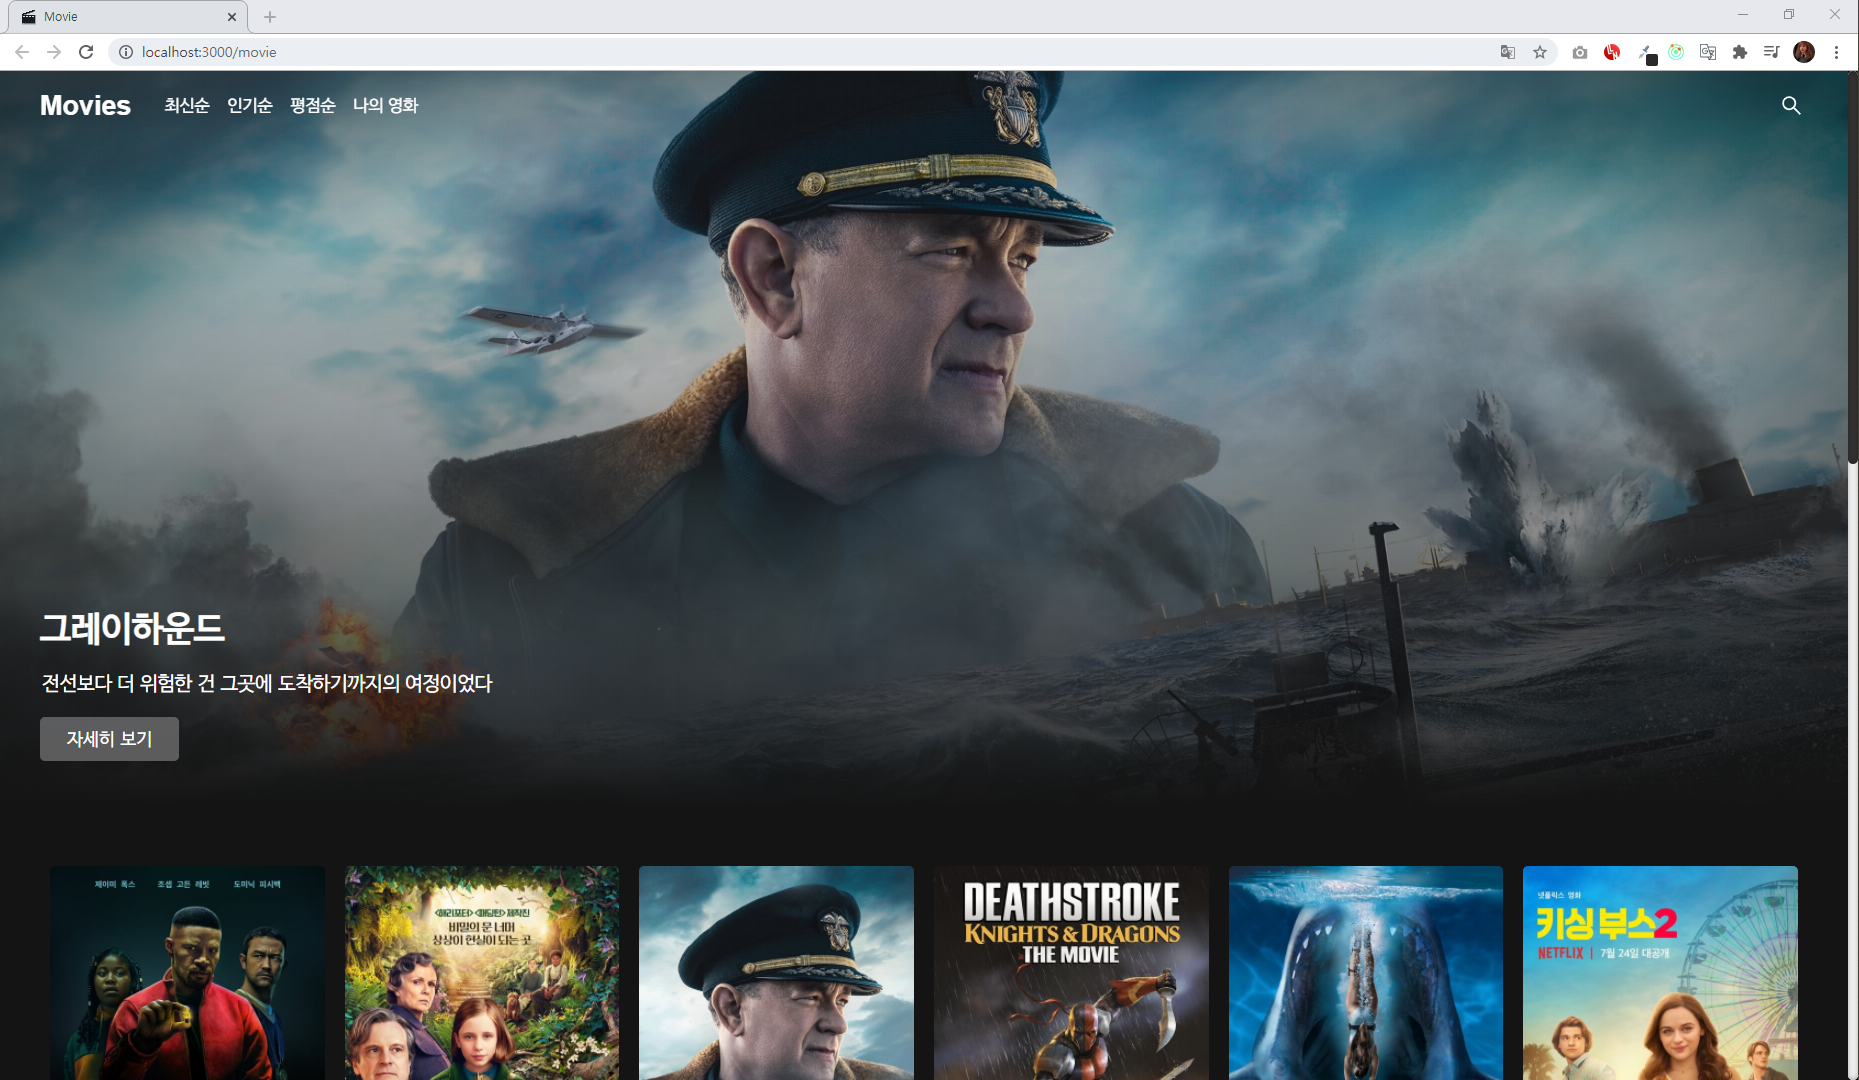 Movie
localhost:3000/movie
Movies 최신순 인기순 평점순 나의 영화
그레이하운드
전선보다 더 위험한 건 그곳에 도착하기까지의 여정이었다
자세히 보기
제이미 폭스 조셉 고든 레빗 도미닉 피시백
<해리포터> <패딩턴> 제작진
비밀의 문 너머
상상이 현실이 되는 곳
DEATHSTROKE
KNIGHTS & DRAGONS
THE MOVIE
넷플릭스 영화
키싱 부스2
NETFLIX | 7월 24일 대공개